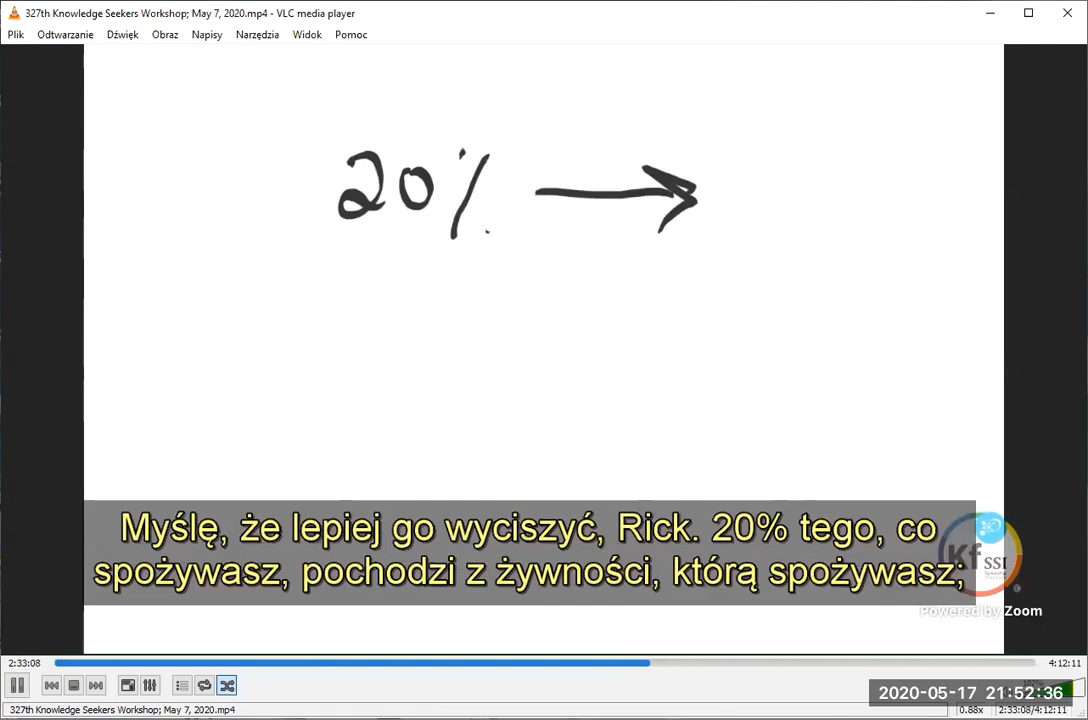 327th Knowledge Seekers Workshop; May 7, 2020.mp4 - VLC media player
Plik Odtwarzanie Dźwięk Obraz Napisy Narzędzia Widok Pomoc
20% →
Myślę, że lepiej go wyciszyć, Rick. 20% tego, co
spożywasz, pochodzi z żywności, którą spożywasz;
Kf SSI
Powered by Zoom
2:33:08 4:12:11
102%
2020-05-17 21:52:36
327th Knowledge Seekers Workshop; May 7, 2020.mp4 0.88x 2:33:08/4:12:11